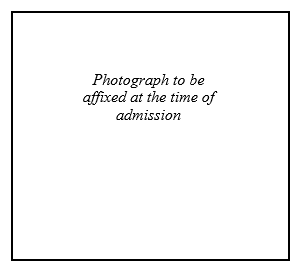 Photograph to be
affixed at the time of
admission